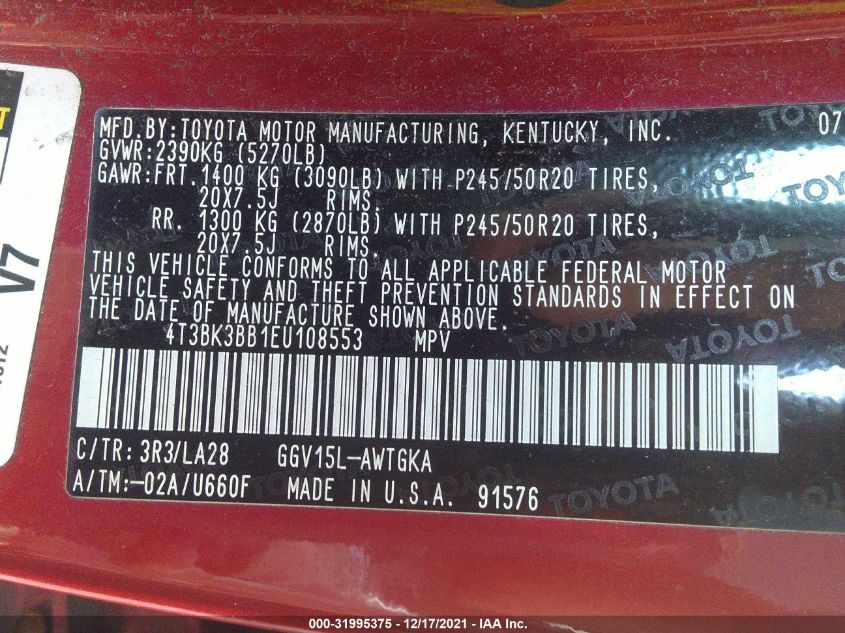 MFD.BY:TOYOTA MOTOR MANUFACTURING, KENTUCKY, INC. 07
GVWR:2390KG (5270LB)
GAWR:FRT.1400 KG (3090LB) WITH P245/50R20 TIRES,
20X7.5J RIMS.
RR. 1300 KG (2870LB) WITH P245/50R20 TIRES,
20X7.5J RIMS.
THIS VEHICLE CONFORMS TO ALL APPLICABLE FEDERAL MOTOR
VEHICLE SAFETY AND THEFT PREVENTION STANDARDS IN EFFECT ON
THE DATE OF MANUFACTURE SHOWN ABOVE.
4T3BK3BB1EU108553 MPV
C/TR: 3R3/LA28 GGV15L-AWTGKA
A/TM:-02A/U660F MADE IN U.S.A. 91576
TOYOTA
V7
000-31995375 - 12/17/2021 - IAA Inc.